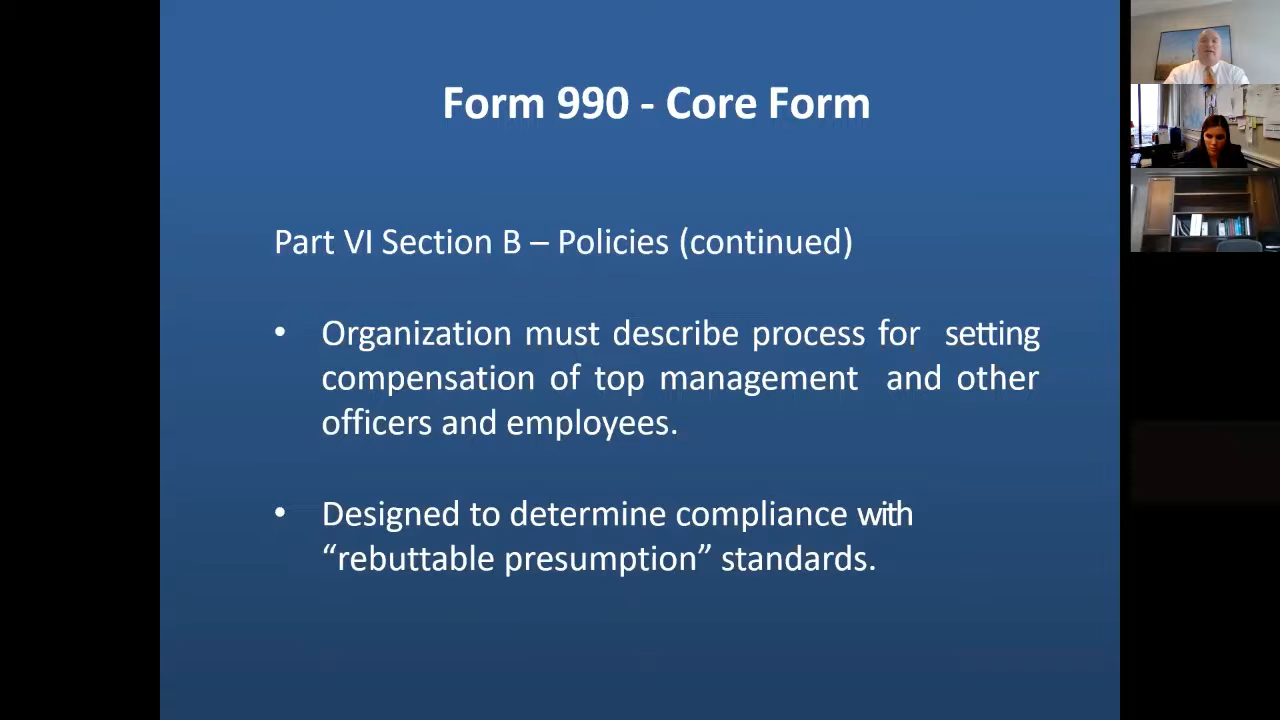 Form 990 - Core Form
Part VI Section B – Policies (continued)
• Organization must describe process for setting
compensation of top management and other
officers and employees.
• Designed to determine compliance with
“rebuttable presumption” standards.